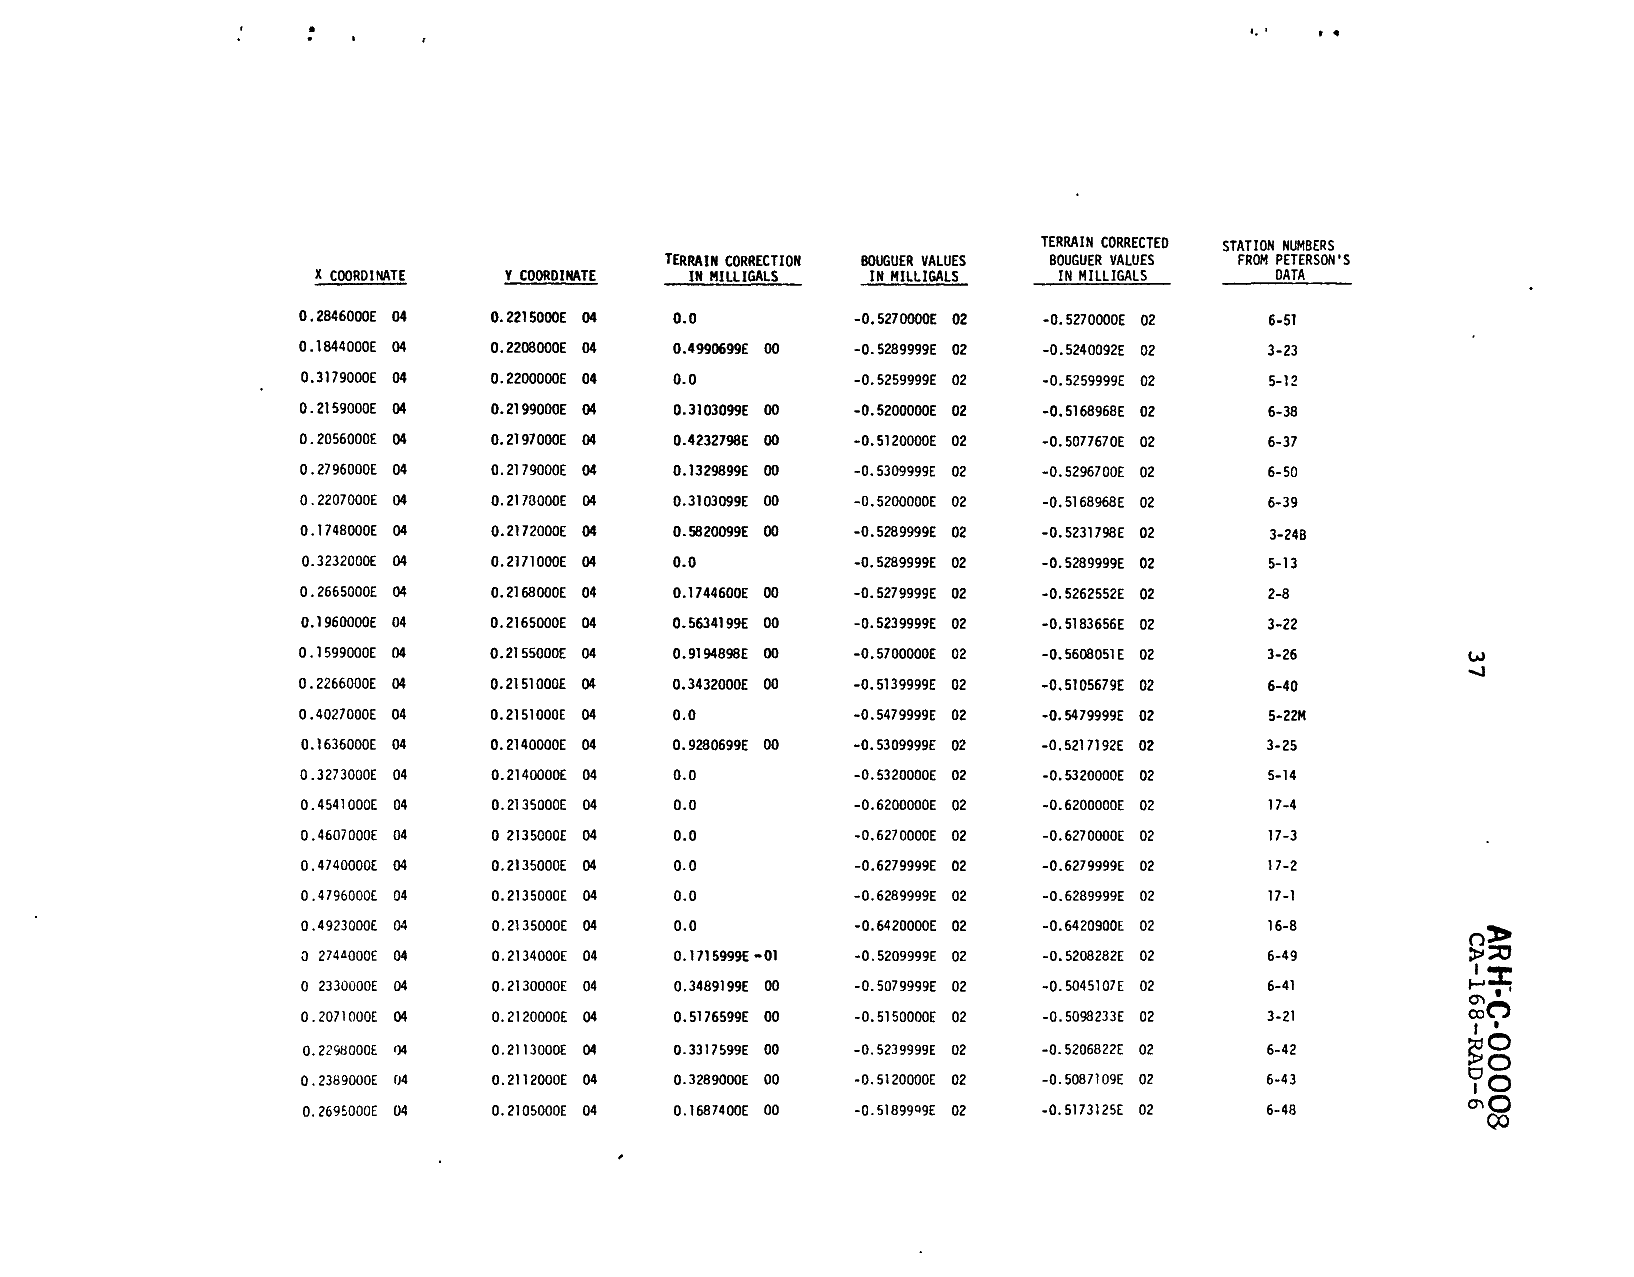 TERRAIN CORRECTED STATION NUMBERS
TERRAIN CORRECTION BOUGUER VALUES BOUGUER VALUES FROM PETERSON'S
X COORDINATE Y COORDINATE IN MILLIGALS IN MILLIGALS IN MILLIGALS DATA
0.2846000E 04 0.2215000E 04 0.0 -0.5270000E 02 -0.5270000E 02 6-51
0.1844000E 04 0.2208000E 04 0.4990699E 00 -0.5289999E 02 -0.5240092E 02 3-23
0.3179000E 04 0.2200000E 04 0.0 -0.5259999E 02 -0.5259999E 02 5-12
0.2159000E 04 0.2199000E 04 0.3103099E 00 -0.5200000E 02 -0.5168968E 02 6-38
0.2056000E 04 0.2197000E 04 0.4232798E 00 -0.5120000E 02 -0.5077670E 02 6-37
0.2796000E 04 0.2179000E 04 0.1329899E 00 -0.5309999E 02 -0.5296700E 02 6-50
0.2207000E 04 0.2178000E 04 0.3103099E 00 -0.5200000E 02 -0.5168968E 02 6-39
0.1748000E 04 0.2172000E 04 0.5820099E 00 -0.5289999E 02 -0.5231798E 02 3-24B
0.3232000E 04 0.2171000E 04 0.0 -0.5289999E 02 -0.5289999E 02 5-13
0.2665000E 04 0.2168000E 04 0.1744600E 00 -0.5279999E 02 -0.5262552E 02 2-8
0.1960000E 04 0.2165000E 04 0.5634199E 00 -0.5239999E 02 -0.5183656E 02 3-22
0.1599000E 04 0.2155000E 04 0.9194898E 00 -0.5700000E 02 -0.5608051E 02 3-26
0.2266000E 04 0.2151000E 04 0.3432000E 00 -0.5139999E 02 -0.5105679E 02 6-40
0.4027000E 04 0.2151000E 04 0.0 -0.5479999E 02 -0.5479999E 02 5-22M
0.1636000E 04 0.2140000E 04 0.9280699E 00 -0.5309999E 02 -0.5217192E 02 3-25
0.3273000E 04 0.2140000E 04 0.0 -0.5320000E 02 -0.5320000E 02 5-14
0.4541000E 04 0.2135000E 04 0.0 -0.6200000E 02 -0.6200000E 02 17-4
0.4607000E 04 0 2135000E 04 0.0 -0.6270000E 02 -0.6270000E 02 17-3
0.4740000E 04 0.2135000E 04 0.0 -0.6279999E 02 -0.6279999E 02 17-2
0.4796000E 04 0.2135000E 04 0.0 -0.6289999E 02 -0.6289999E 02 17-1
0.4923000E 04 0.2135000E 04 0.0 -0.6420000E 02 -0.6420900E 02 16-8
0 2744000E 04 0.2134000E 04 0.1715999E -01 -0.5209999E 02 -0.5208282E 02 6-49
0 2330000E 04 0.2130000E 04 0.3489199E 00 -0.5079999E 02 -0.5045107E 02 6-41
0.2071000E 04 0.2120000E 04 0.5176599E 00 -0.5150000E 02 -0.5098233E 02 3-21
0.2298000E 04 0.2113000E 04 0.3317599E 00 -0.5239999E 02 -0.5206822E 02 6-42
0.2389000E 04 0.2112000E 04 0.3289000E 00 -0.5120000E 02 -0.5087109E 02 6-43
0.2695000E 04 0.2105000E 04 0.1687400E 00 -0.5189999E 02 -0.5173125E 02 6-48
37
ARH-C-00008
CA-168-RAD-6